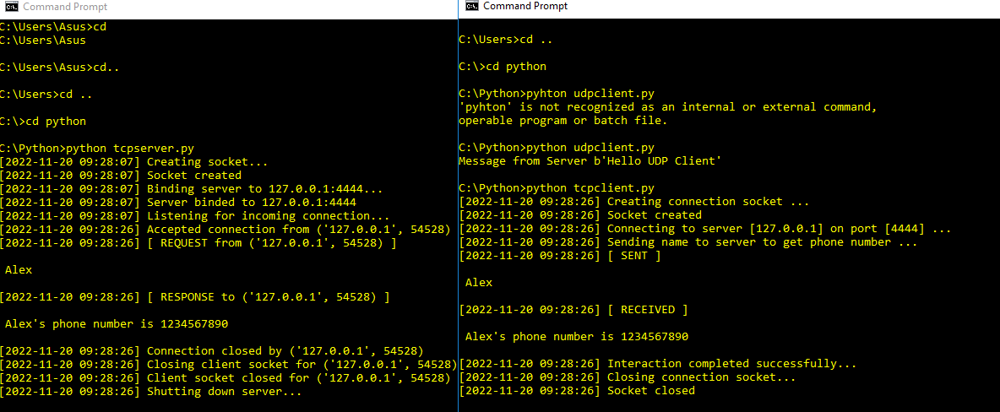 Command Prompt
C:\Users\Asus>cd
C:\Users\Asus
C:\Users\Asus>cd..
C:\Users>cd ..
C:\>cd python
C:\Python>python tcpserver.py
[2022-11-20 09:28:07] Creating socket...
[2022-11-20 09:28:07] Socket created
[2022-11-20 09:28:07] Binding server to 127.0.0.1:4444...
[2022-11-20 09:28:07] Server binded to 127.0.0.1:4444
[2022-11-20 09:28:07] Listening for incoming connection...
[2022-11-20 09:28:26] Accepted connection from ('127.0.0.1', 54528)
[2022-11-20 09:28:26] [ REQUEST from ('127.0.0.1', 54528) ]
Alex
[2022-11-20 09:28:26] [ RESPONSE to ('127.0.0.1', 54528) ]
Alex's phone number is 1234567890
[2022-11-20 09:28:26] Connection closed by ('127.0.0.1', 54528)
[2022-11-20 09:28:26] Closing client socket for ('127.0.0.1', 54528)
[2022-11-20 09:28:26] Client socket closed for ('127.0.0.1', 54528)
[2022-11-20 09:28:26] Shutting down server...
Command Prompt
C:\Users>cd ..
C:\>cd python
C:\Python>pyhton udpclient.py
'pyhton' is not recognized as an internal or external command,
operable program or batch file.
C:\Python>python udpclient.py
Message from Server b'Hello UDP Client'
C:\Python>python tcpclient.py
[2022-11-20 09:28:26] Creating connection socket ...
[2022-11-20 09:28:26] Socket created
[2022-11-20 09:28:26] Connecting to server [127.0.0.1] on port [4444] ...
[2022-11-20 09:28:26] Sending name to server to get phone number ...
[2022-11-20 09:28:26] [ SENT ]
Alex
[2022-11-20 09:28:26] [ RECEIVED ]
Alex's phone number is 1234567890
[2022-11-20 09:28:26] Interaction completed successfully...
[2022-11-20 09:28:26] Closing connection socket...
[2022-11-20 09:28:26] Socket closed